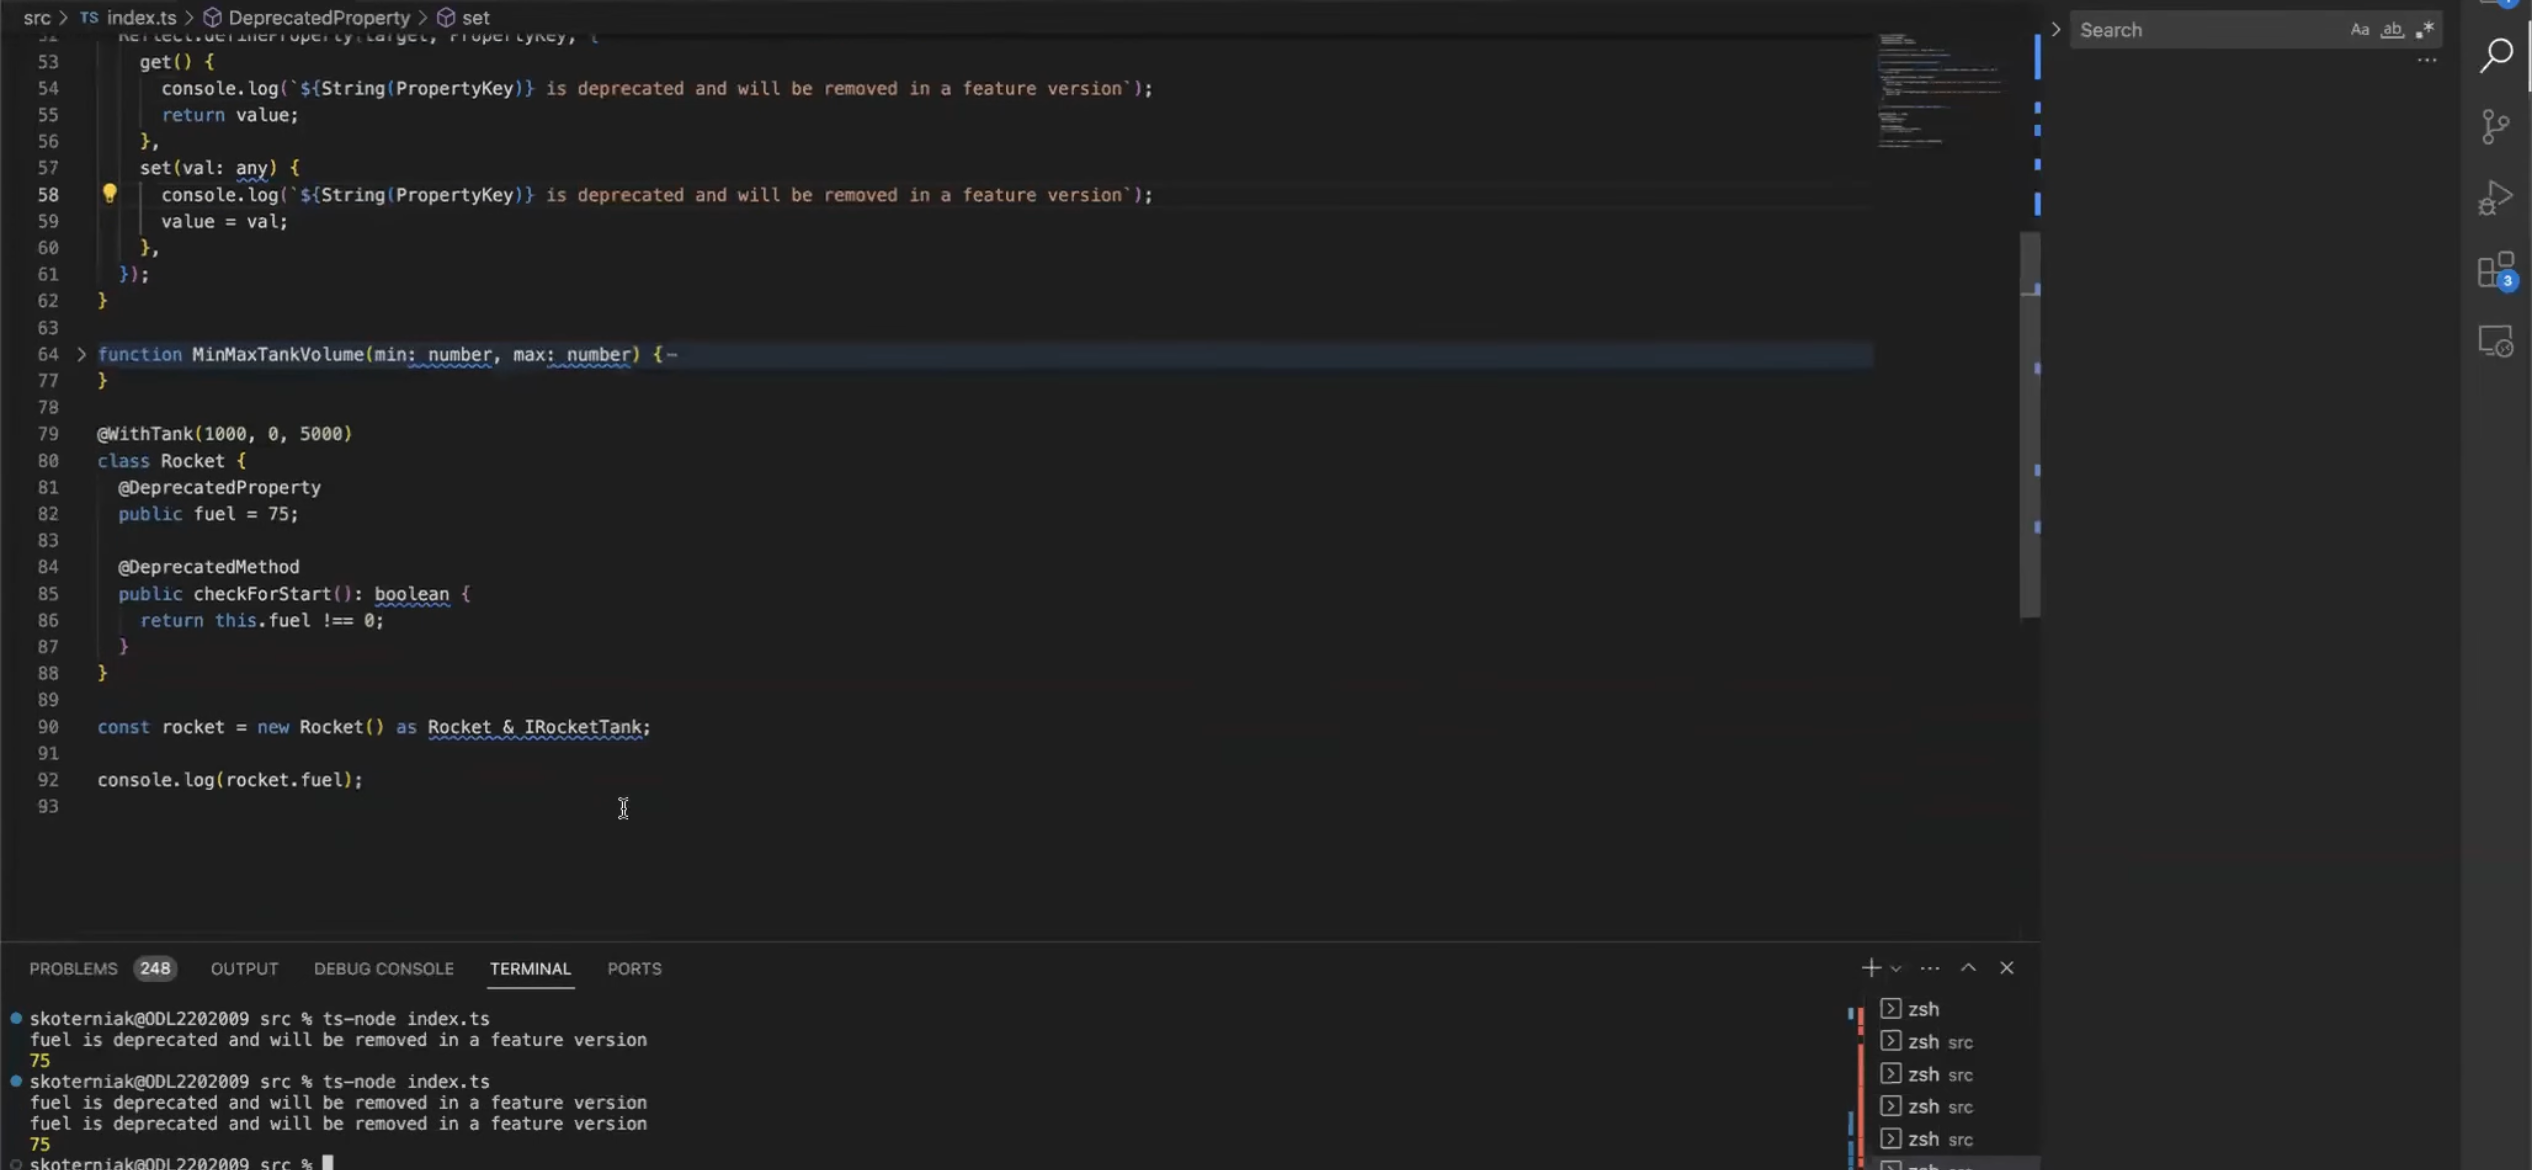 src > TS index.ts > DeprecatedProperty > set
52 Reflect.defineProperty(target, PropertyKey, {
53 get() {
54 console.log(`${String(PropertyKey)} is deprecated and will be removed in a feature version`);
55 return value;
56 },
57 set(val: any) {
58 console.log(`${String(PropertyKey)} is deprecated and will be removed in a feature version`);
59 value = val;
60 },
61 });
62 }
63
64 function MinMaxTankVolume(min: number, max: number) {
77 }
78
79 @WithTank(1000, 0, 5000)
80 class Rocket {
81 @DeprecatedProperty
82 public fuel = 75;
83
84 @DeprecatedMethod
85 public checkForStart(): boolean {
86 return this.fuel !== 0;
87 }
88 }
89
90 const rocket = new Rocket() as Rocket & IRocketTank;
91
92 console.log(rocket.fuel);
93
Search Aa ab .*
3
PROBLEMS 248 OUTPUT DEBUG CONSOLE TERMINAL PORTS
skoterniak@ODL2202009 src % ts-node index.ts
fuel is deprecated and will be removed in a feature version
75
skoterniak@ODL2202009 src % ts-node index.ts
fuel is deprecated and will be removed in a feature version
fuel is deprecated and will be removed in a feature version
75
skoterniak@ODL2202009 src %
zsh
zsh src
zsh src
zsh src
zsh src